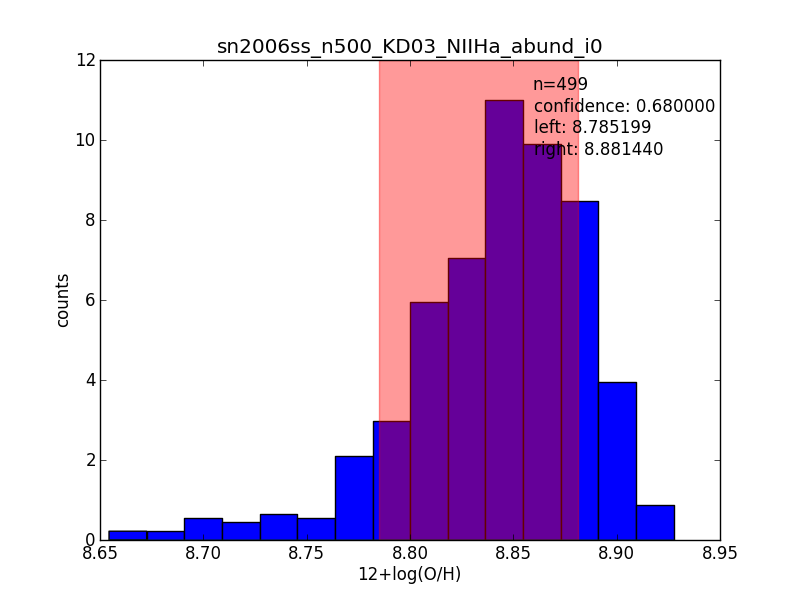 sn2006ss_n500_KD03_NIIHa_abund_i0
12
n=499
confidence: 0.680000
left: 8.785199
right: 8.881440
10
8
6
4
2
0
counts
8.65 8.70 8.75 8.80 8.85 8.90 8.95
12+log(O/H)